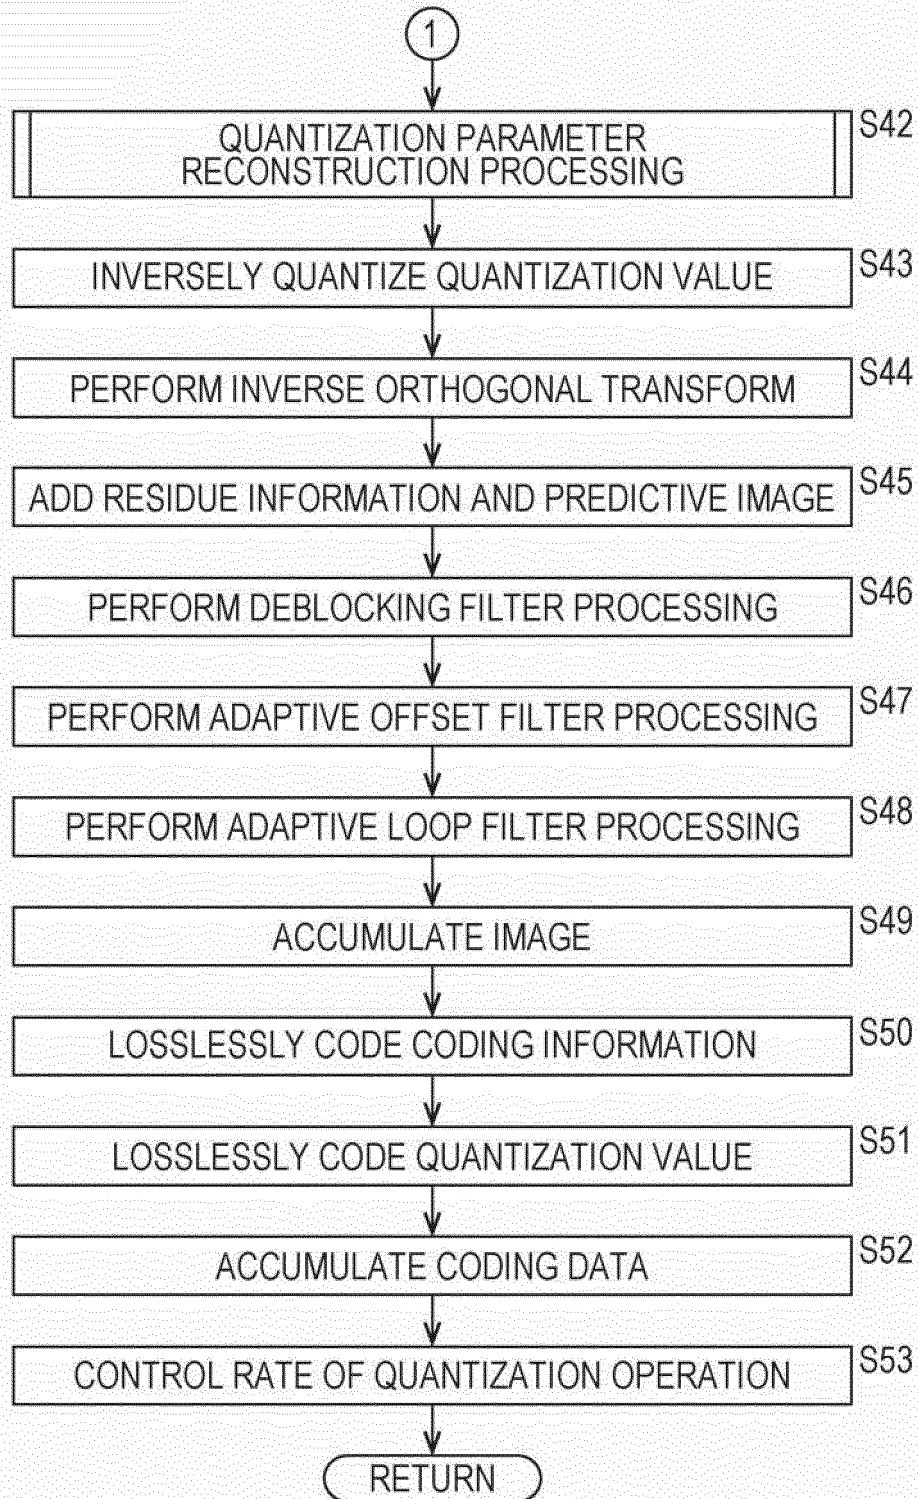 1
QUANTIZATION PARAMETER
RECONSTRUCTION PROCESSING
S42
INVERSELY QUANTIZE QUANTIZATION VALUE
S43
PERFORM INVERSE ORTHOGONAL TRANSFORM
S44
ADD RESIDUE INFORMATION AND PREDICTIVE IMAGE
S45
PERFORM DEBLOCKING FILTER PROCESSING
S46
PERFORM ADAPTIVE OFFSET FILTER PROCESSING
S47
PERFORM ADAPTIVE LOOP FILTER PROCESSING
S48
ACCUMULATE IMAGE
S49
LOSSLESSLY CODE CODING INFORMATION
S50
LOSSLESSLY CODE QUANTIZATION VALUE
S51
ACCUMULATE CODING DATA
S52
CONTROL RATE OF QUANTIZATION OPERATION
S53
RETURN